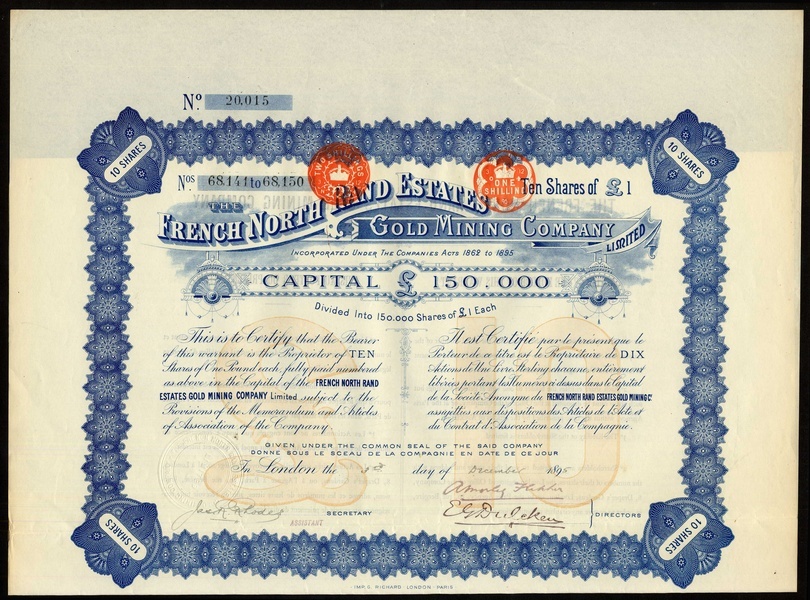 Nº 20,015
10 SHARES
10 SHARES
Nos 68.141 to 68,150
TWO
ONE SHILLING
Ten Shares of £1
THE FRENCH NORTH RAND ESTATES
GOLD MINING COMPANY LIMITED
INCORPORATED UNDER THE COMPANIES ACTS 1862 TO 1895
CAPITAL £ 150.000
Divided Into 150.000 Shares of £1 Each
This is to Certify that the Bearer
of this warrant is the Proprietor of TEN
Shares of One Pound each, fully paid numbered
as above in the Capital of the FRENCH NORTH RAND
ESTATES GOLD MINING COMPANY Limited subject to the
Provisions of the Memorandum and Articles
of Association of the Company.
Il est Certifié par le présent que le
Porteur de ce titre est le Propriétaire de DIX
Actions de Une Livre Sterling chacune, entièrement
libérées portant les Numéros ci dessus dans le Capital
de la Société Anonyme du FRENCH NORTH RAND ESTATES GOLD MINING Cº
assujetties aux dispositions des Articles de l'Acte et
du Contrat d'Association de la Compagnie.
GIVEN UNDER THE COMMON SEAL OF THE SAID COMPANY
DONNE SOUS LE SCEAU DE LA COMPAGNIE EN DATE DE CE JOUR
In London the day of December 1895
SECRETARY
DIRECTORS
10 SHARES
10 SHARES
IMP. C. RICHARD LONDON - PARIS